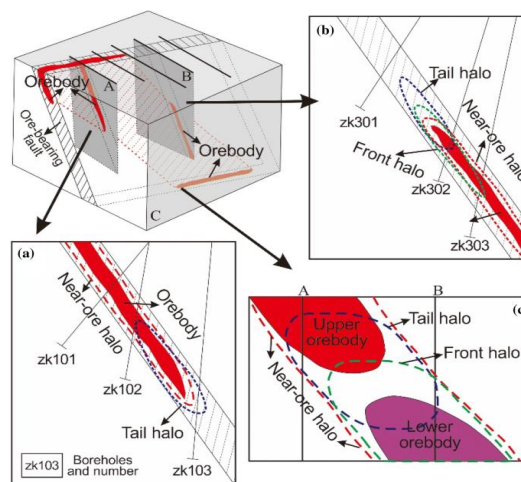 Orebody
A
B
Ore-bearing
fault
Orebody
C
(b)
Tail halo
zk301
Near-ore halo
Front halo
zk302
zk303
(a)
Near-ore halo
Orebody
zk101
zk102
Tail halo
zk103
zk103
Boreholes
and number
A
B
(c
Upper
orebody
Tail halo
Front halo
Near-ore halo
Lower
orebody